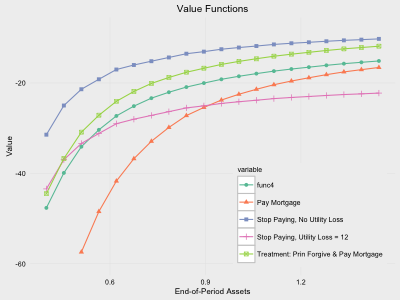 Value Functions
Value
-20
-40
-60
0.6
0.9
1.2
End-of-Period Assets
variable
func4
Pay Mortgage
Stop Paying, No Utility Loss
Stop Paying, Utility Loss = 12
Treatment: Prin Forgive & Pay Mortgage